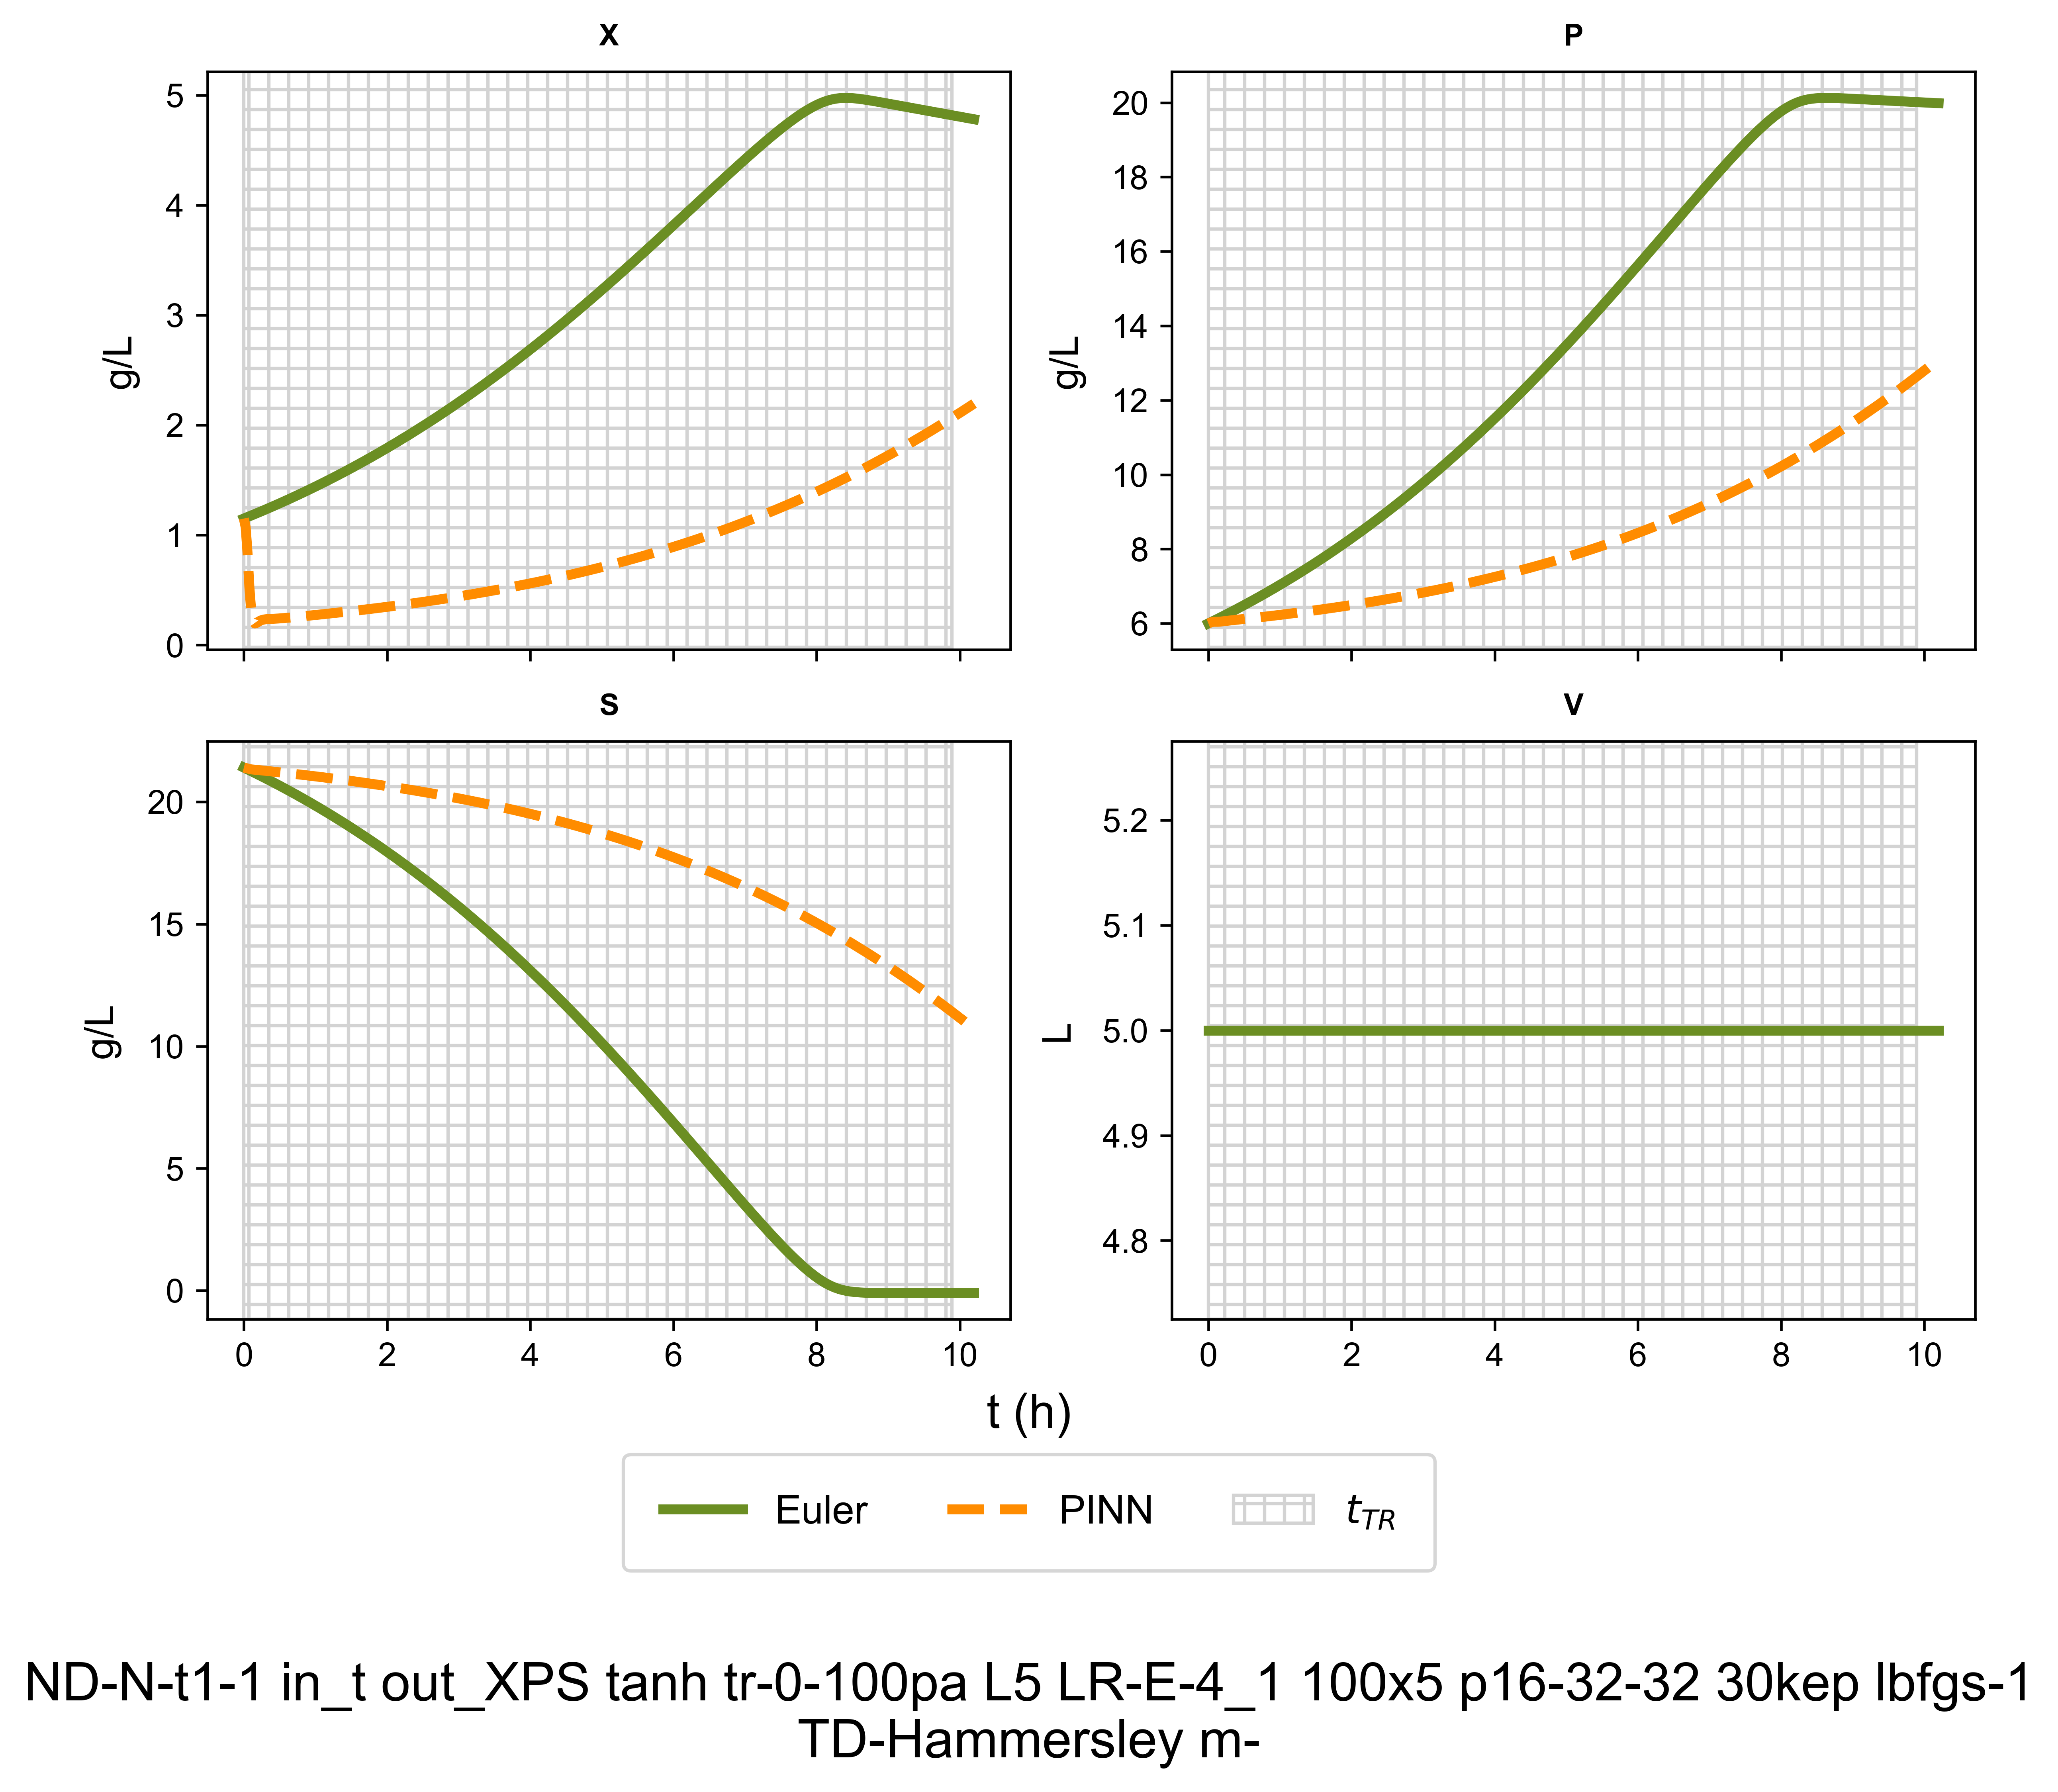 X
P
5
4
3
2
1
0
g/L
20
18
16
14
12
10
8
6
g/L
S
V
20
15
10
5
0
g/L
0 2 4 6 8 10
5.2
5.1
5.0
4.9
4.8
L
0 2 4 6 8 10
t (h)
Euler PINN t_TR
ND-N-t1-1 in_t out_XPS tanh tr-0-100pa L5 LR-E-4_1 100x5 p16-32-32 30kep lbfgs-1
TD-Hammersley m-